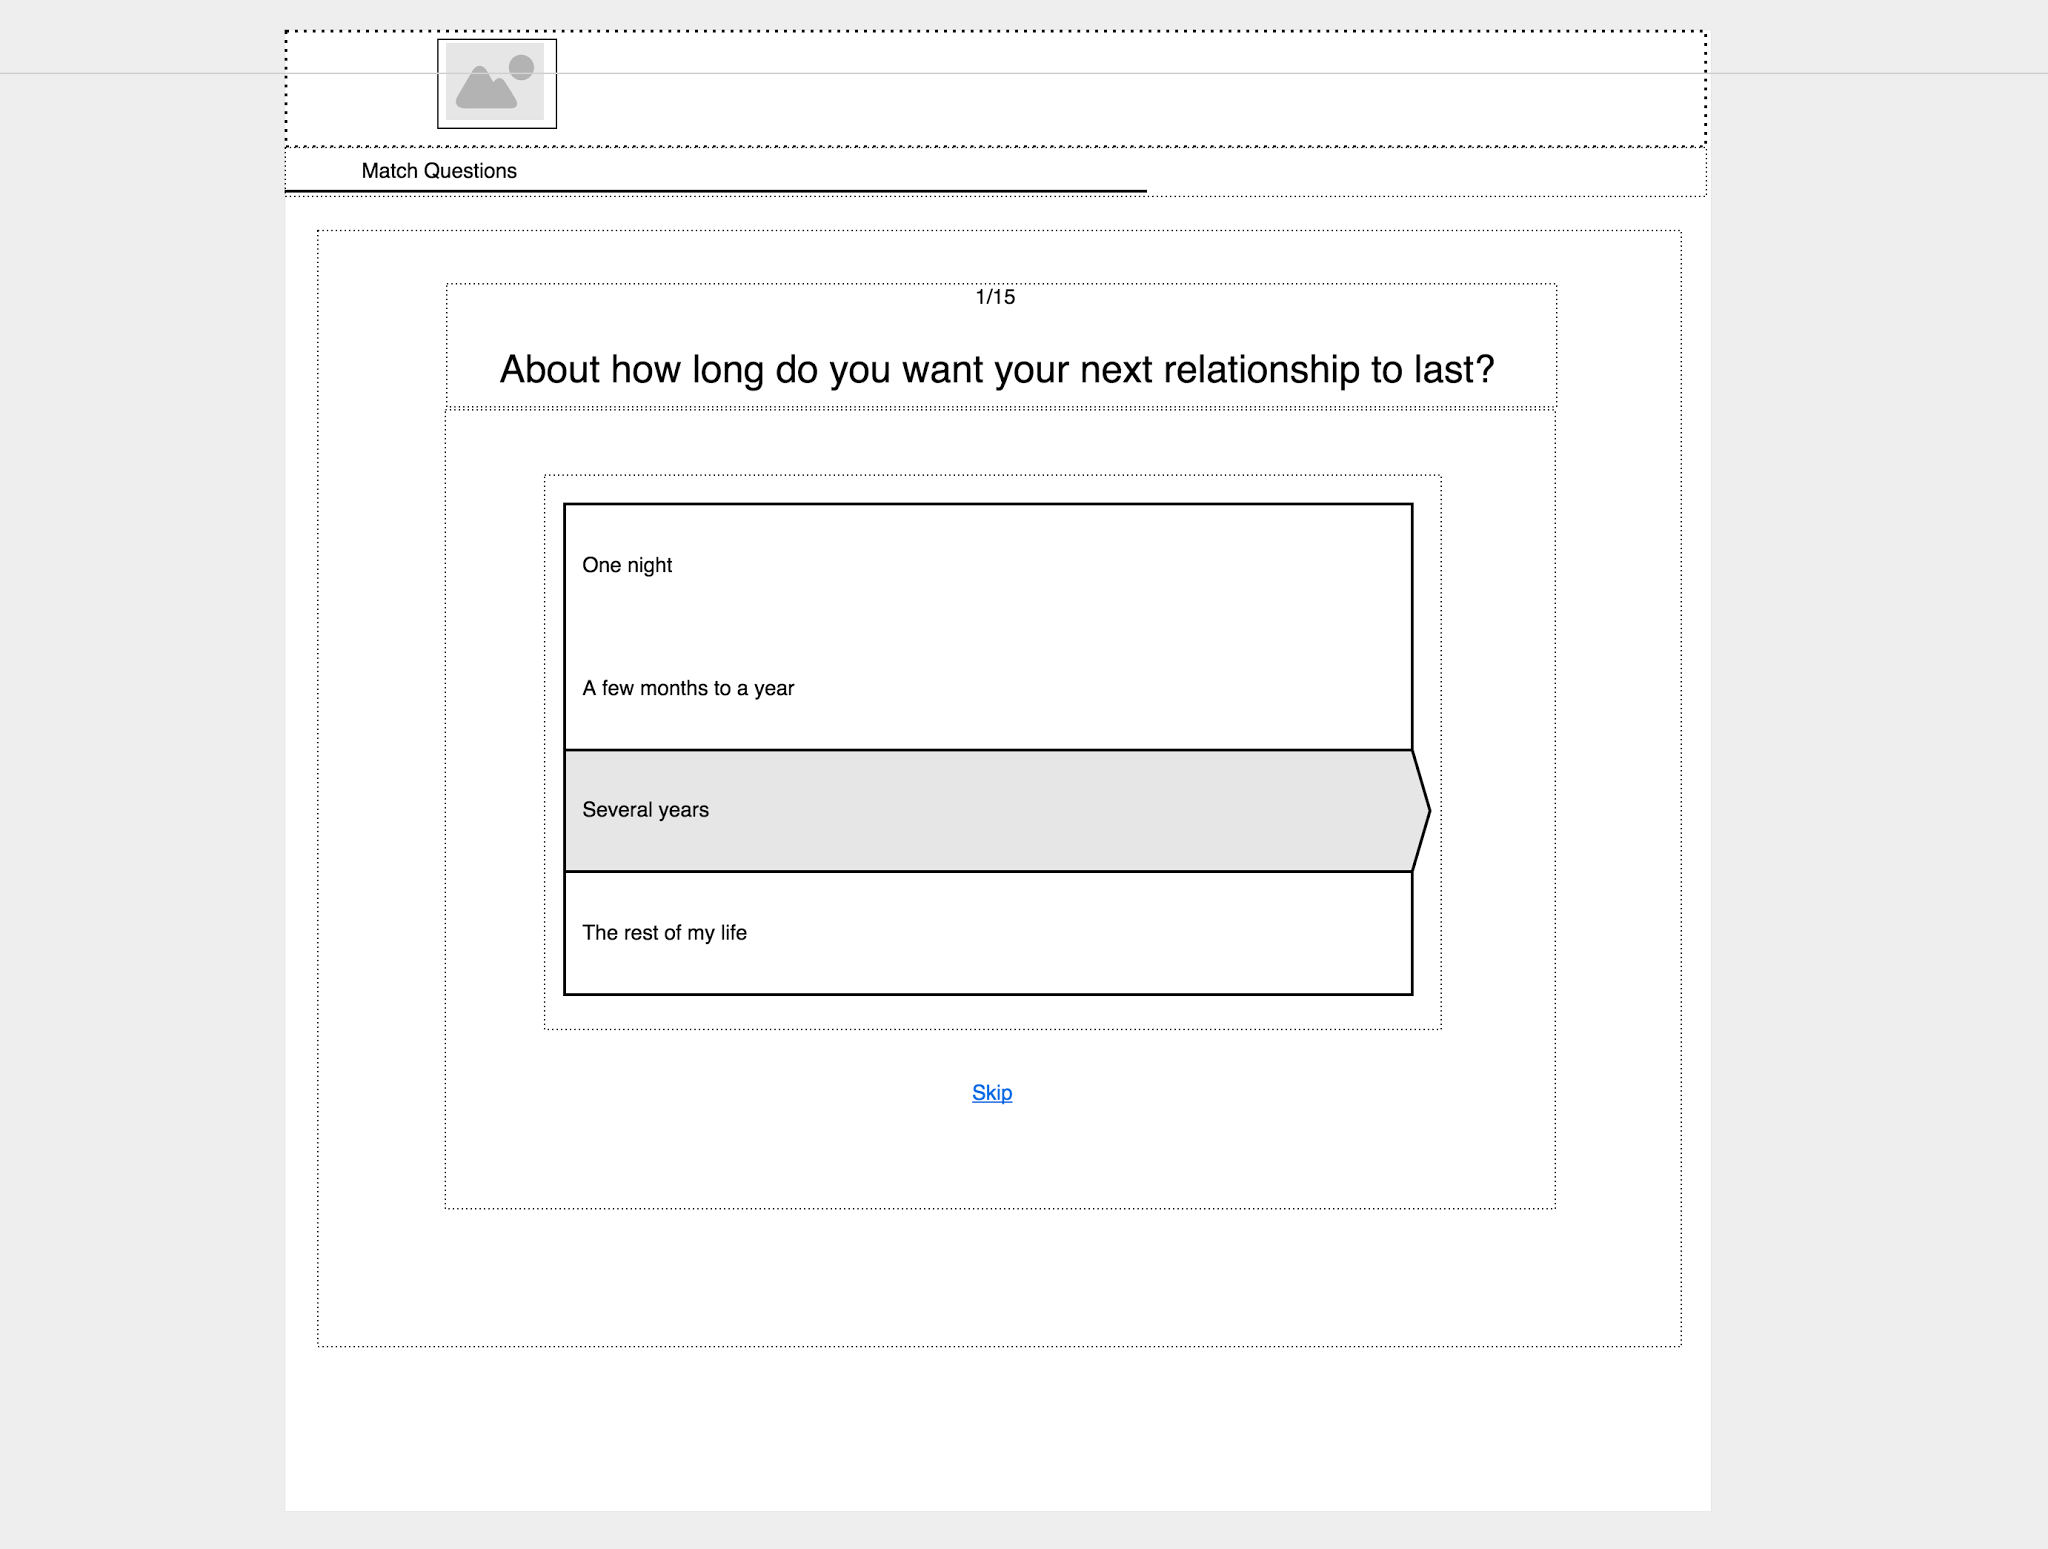 Match Questions
1/15
About how long do you want your next relationship to last?
One night
A few months to a year
Several years
The rest of my life
Skip